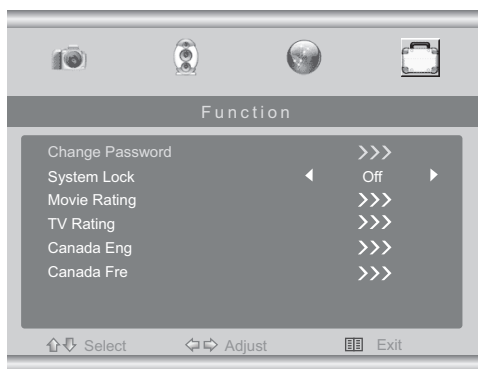 Function
Change Password >>>
System Lock Off
Movie Rating >>>
TV Rating >>>
Canada Eng >>>
Canada Fre >>>
Select Adjust Exit